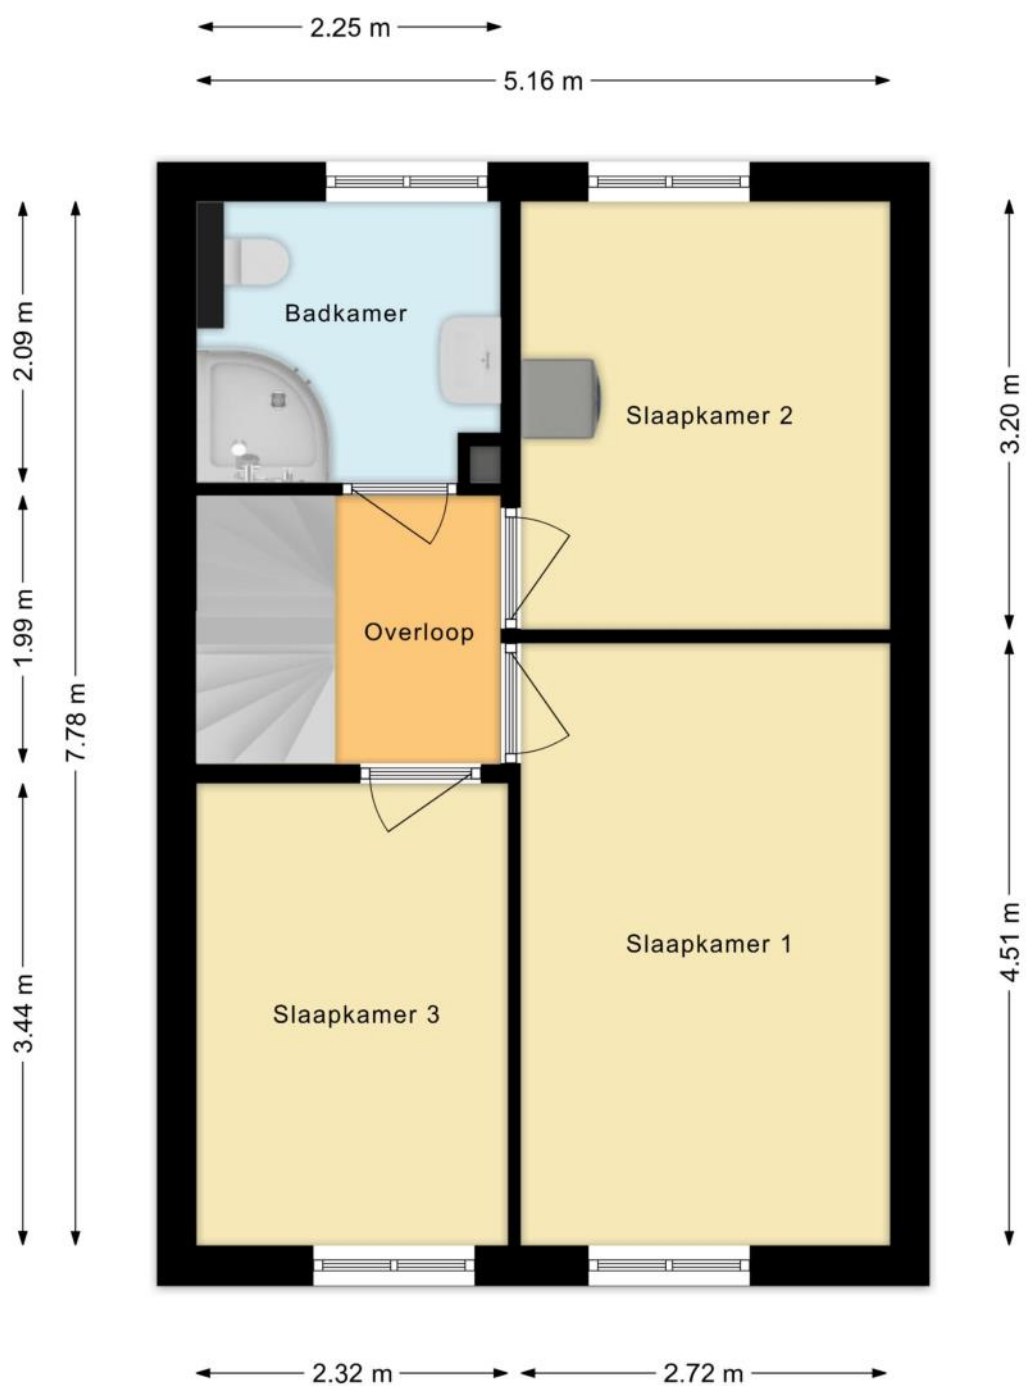 2.25 m
5.16 m
Badkamer
2.09 m
Slaapkamer 2
3.20 m
1.99 m
Overloop
7.78 m
Slaapkamer 1
4.51 m
3.44 m
Slaapkamer 3
2.32 m
2.72 m